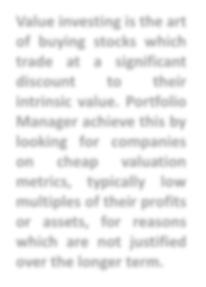 Value investing is the art
of buying stocks which
trade at a significant
discount to their
intrinsic value. Portfolio
Manager achieve this by
looking for companies
on cheap valuation
metrics, typically low
multiples of their profits
or assets, for reasons
which are not justified
over the longer term.